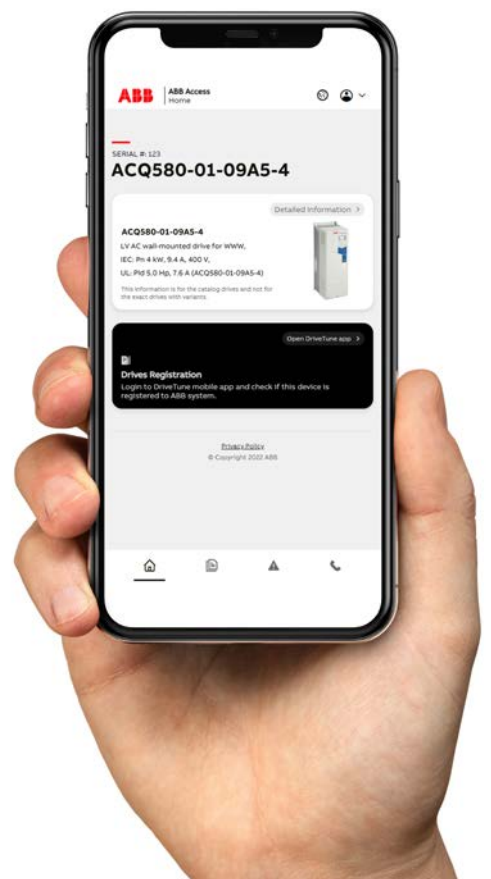 ABB
ABB Access
Home
SERIAL #: 123
ACQ580-01-09A5-4
Detailed Information >
ACQ580-01-09A5-4
LV AC wall-mounted drive for WWW,
IEC: Pn 4 kW, 9.4 A, 400 V,
UL: Pld 5.0 Hp, 7.6 A (ACQ580-01-09A5-4)
This information is for the catalog drives and not for
the exact drives with variants.
Open DriveTune app >
Drives Registration
Login to DriveTune mobile app and check if this device is
registered to ABB system.
Privacy Policy
© Copyright 2022 ABB